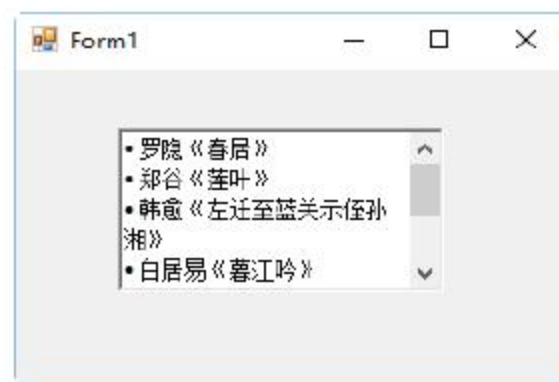 Form1
•罗隐《春居》
•郑谷《莲叶》
•韩愈《左迁至蓝关示侄孙
湘》
•白居易《暮江吟》